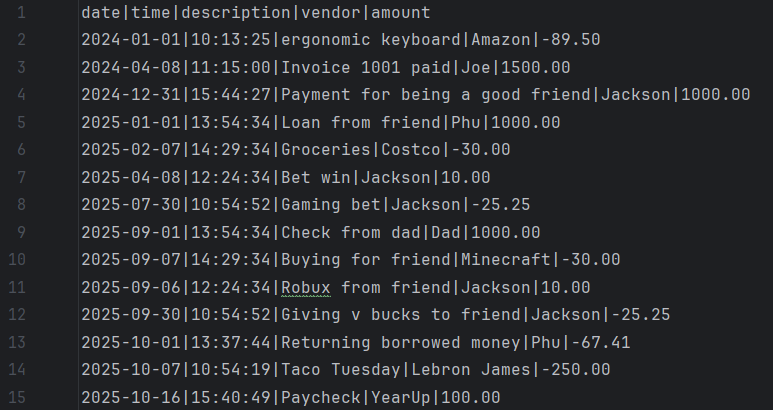 1 date|time|description|vendor|amount
2 2024-01-01|10:13:25|ergonomic keyboard|Amazon|-89.50
3 2024-04-08|11:15:00|Invoice 1001 paid|Joe|1500.00
4 2024-12-31|15:44:27|Payment for being a good friend|Jackson|1000.00
5 2025-01-01|13:54:34|Loan from friend|Phu|1000.00
6 2025-02-07|14:29:34|Groceries|Costco|-30.00
7 2025-04-08|12:24:34|Bet win|Jackson|10.00
8 2025-07-30|10:54:52|Gaming bet|Jackson|-25.25
9 2025-09-01|13:54:34|Check from dad|Dad|1000.00
10 2025-09-07|14:29:34|Buying for friend|Minecraft|-30.00
11 2025-09-06|12:24:34|Robux from friend|Jackson|10.00
12 2025-09-30|10:54:52|Giving v bucks to friend|Jackson|-25.25
13 2025-10-01|13:37:44|Returning borrowed money|Phu|-67.41
14 2025-10-07|10:54:19|Taco Tuesday|Lebron James|-250.00
15 2025-10-16|15:40:49|Paycheck|YearUp|100.00